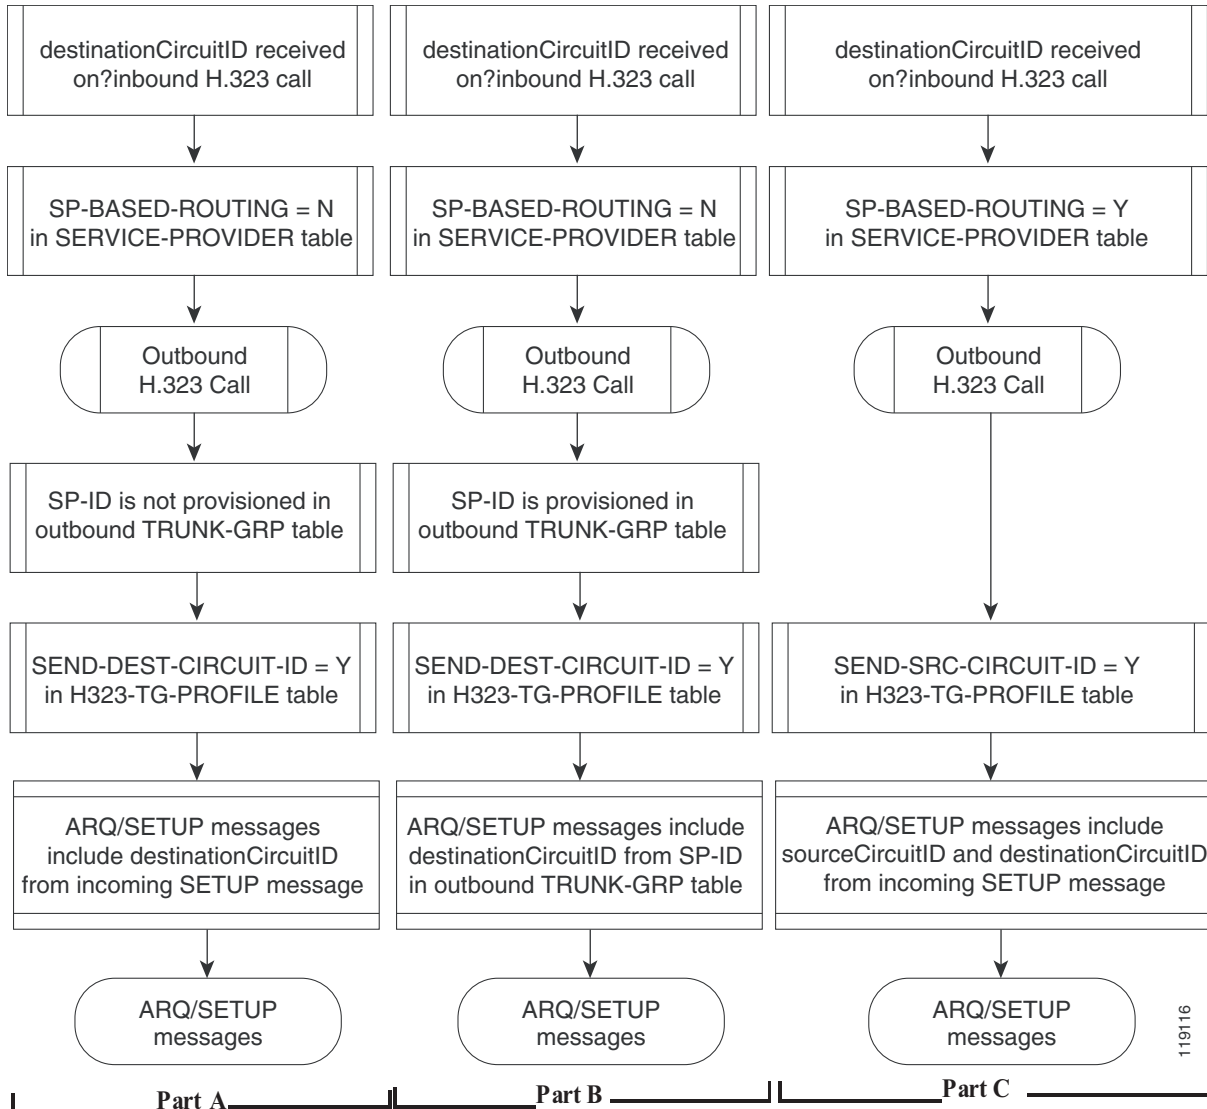 destinationCircuitID received
on?inbound H.323 call
SP-BASED-ROUTING = N
in SERVICE-PROVIDER table
Outbound
H.323 Call
SP-ID is not provisioned in
outbound TRUNK-GRP table
SEND-DEST-CIRCUIT-ID = Y
in H323-TG-PROFILE table
ARQ/SETUP messages
include destinationCircuitID
from incoming SETUP message
ARQ/SETUP
messages
Part A
destinationCircuitID received
on?inbound H.323 call
SP-BASED-ROUTING = N
in SERVICE-PROVIDER table
Outbound
H.323 Call
SP-ID is provisioned in
outbound TRUNK-GRP table
SEND-DEST-CIRCUIT-ID = Y
in H323-TG-PROFILE table
ARQ/SETUP messages include
destinationCircuitID from SP-ID
in outbound TRUNK-GRP table
ARQ/SETUP
messages
Part B
destinationCircuitID received
on?inbound H.323 call
SP-BASED-ROUTING = Y
in SERVICE-PROVIDER table
Outbound
H.323 Call
SEND-SRC-CIRCUIT-ID = Y
in H323-TG-PROFILE table
ARQ/SETUP messages include
sourceCircuitID and destinationCircuitID
from incoming SETUP message
ARQ/SETUP
messages
Part C
119116